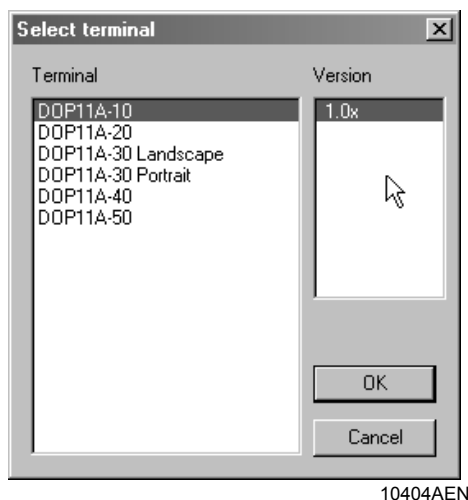 Select terminal
Terminal
Version
DOP11A-10
DOP11A-20
DOP11A-30 Landscape
DOP11A-30 Portrait
DOP11A-40
DOP11A-50
1.0x
OK
Cancel
10404AEN